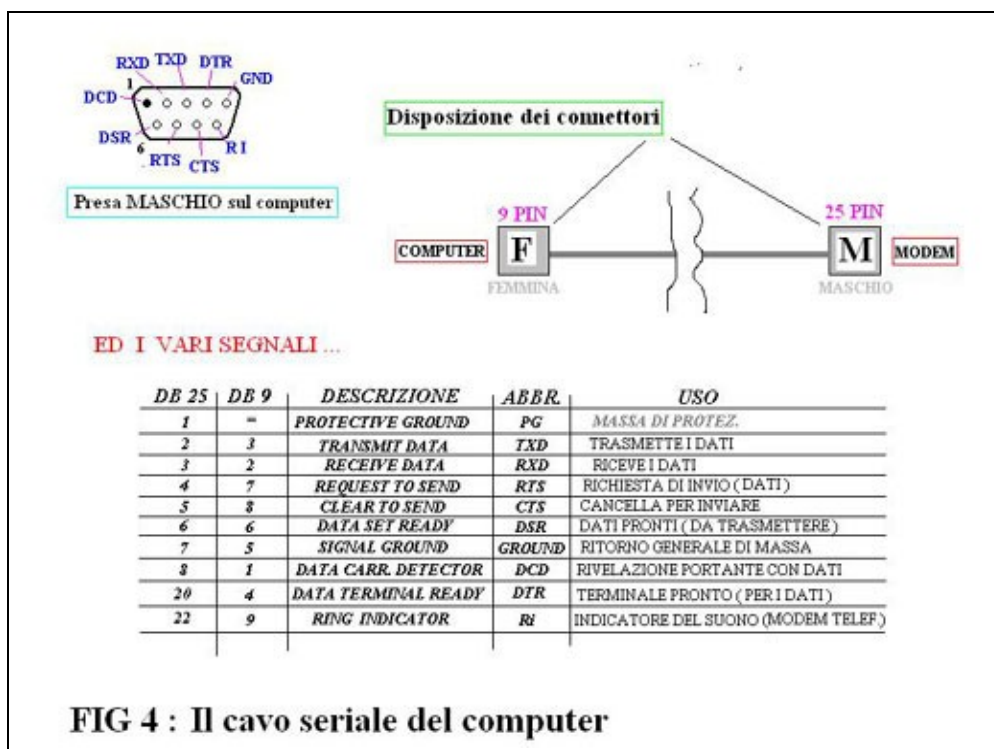 RXD TXD DTR
1 GND
DCD
DSR
6 RTS CTS RI
Presa MASCHIO sul computer
Disposizione dei connettori
9 PIN 25 PIN
COMPUTER F M MODEM
FEMMINA MASCHIO
ED I VARI SEGNALI ...
DB 25 DB 9 DESCRIZIONE ABBR. USO
1 = PROTECTIVE GROUND PG MASSA DI PROTEZ.
2 3 TRANSMIT DATA TXD TRASMETTE I DATI
3 2 RECEIVE DATA RXD RICEVE I DATI
4 7 REQUEST TO SEND RTS RICHIESTA DI INVIO ( DATI )
5 8 CLEAR TO SEND CTS CANCELLA PER INVIARE
6 6 DATA SET READY DSR DATI PRONTI ( DA TRASMETTERE )
7 5 SIGNAL GROUND GROUND RITORNO GENERALE DI MASSA
8 1 DATA CARR. DETECTOR DCD RIVELAZIONE PORTANTE CON DATI
20 4 DATA TERMINAL READY DTR TERMINALE PRONTO ( PER I DATI )
22 9 RING INDICATOR Ri INDICATORE DEL SUONO (MODEM TELEF.)
FIG 4 : Il cavo seriale del computer